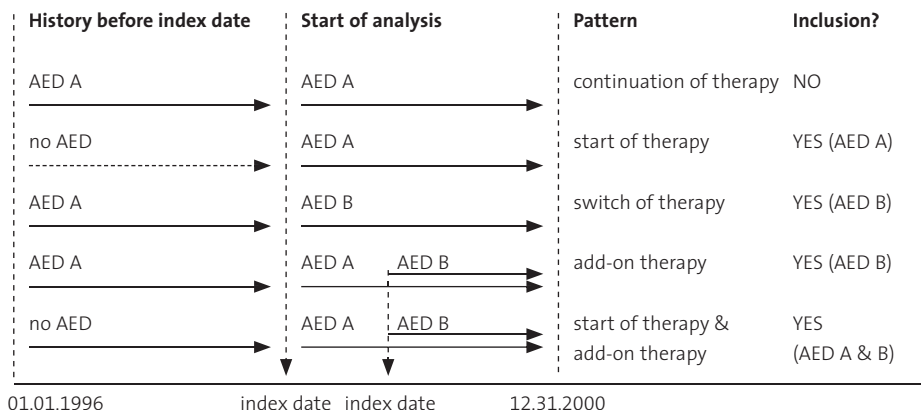 History before index date Start of analysis Pattern Inclusion?
AED A AED A continuation of therapy NO
no AED AED A start of therapy YES (AED A)
AED A AED B switch of therapy YES (AED B)
AED A AED A AED B add-on therapy YES (AED B)
no AED AED A AED B start of therapy & YES
add-on therapy (AED A & B)
01.01.1996 index date index date 12.31.2000